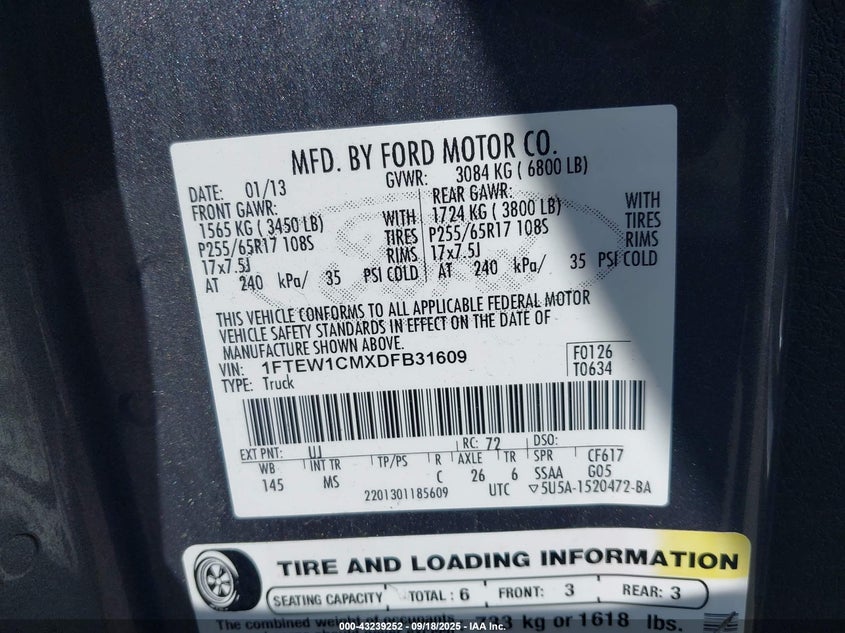 MFD. BY FORD MOTOR CO.
DATE: 01/13 GVWR: 3084 KG ( 6800 LB)
FRONT GAWR: REAR GAWR:
1565 KG ( 3450 LB) WITH 1724 KG ( 3800 LB) WITH
P255/65R17 108S TIRES P255/65R17 108S TIRES
17x7.5J RIMS 17x7.5J RIMS
AT 240 kPa/ 35 PSI COLD AT 240 kPa/ 35 PSI COLD
THIS VEHICLE CONFORMS TO ALL APPLICABLE FEDERAL MOTOR
VEHICLE SAFETY STANDARDS IN EFFECT ON THE DATE OF
MANUFACTURE SHOWN ABOVE.
VIN: 1FTEW1CMXDFB31609 F0126
TYPE: Truck T0634
EXT PNT: UJ RC: 72 DSO:
WB INT TR TP/PS R AXLE TR SPR CF617
145 MS C 26 6 SSAA G05
2201301185609 UTC ▽5U5A-1520472-BA
TIRE AND LOADING INFORMATION
SEATING CAPACITY TOTAL : 6 FRONT: 3 REAR: 3
The combined weight of occupants 733 kg or 1618 lbs.
000-43239252 - 09/18/2025 - IAA Inc.